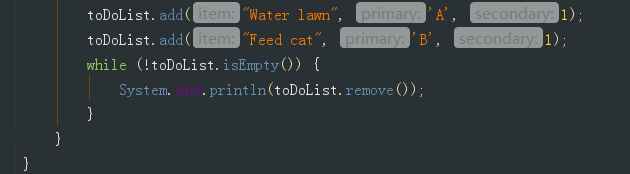 toDoList.add( item: "Water lawn", primary: 'A', secondary: 1);
toDoList.add( item: "Feed cat", primary: 'B', secondary: 1);
while (!toDoList.isEmpty()) {
System.out.println(toDoList.remove());
}
}
}